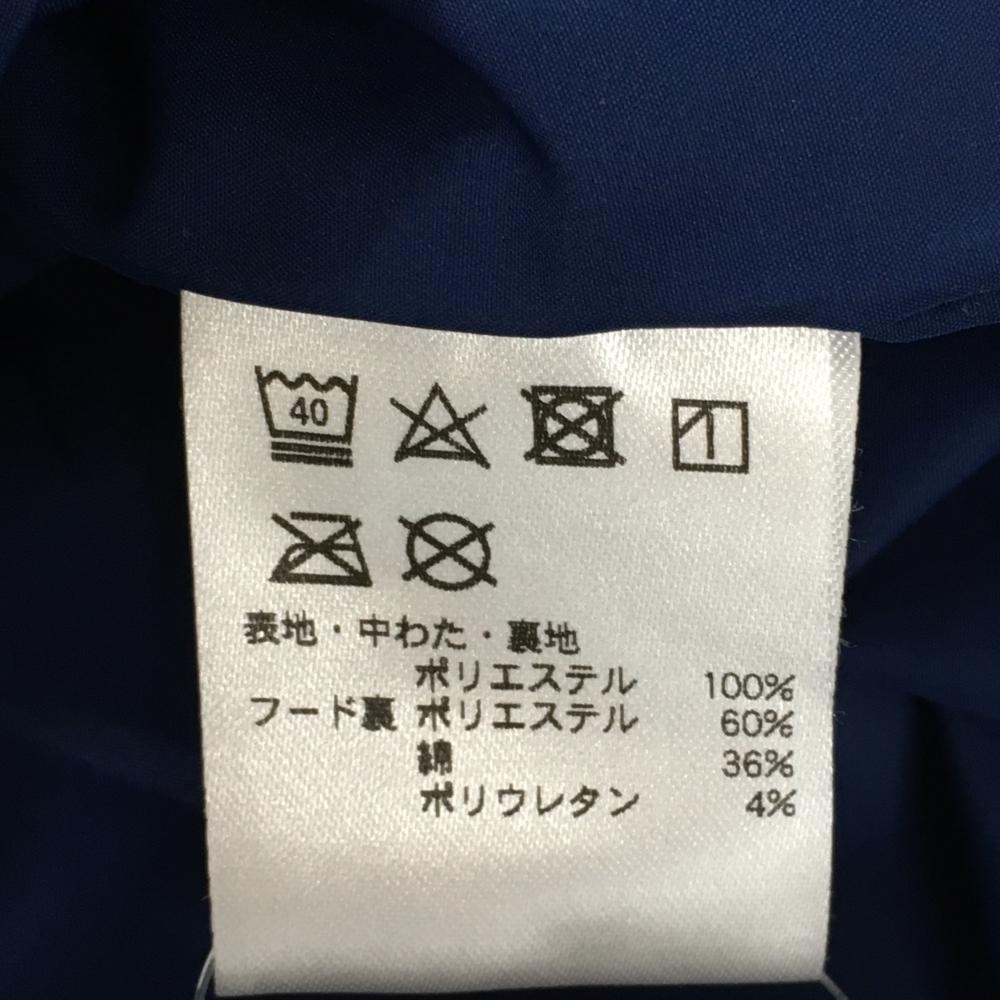 40
表地・中わた・裏地
ポリエステル 100%
フード裏 ポリエステル 60%
綿 36%
ポリウレタン 4%